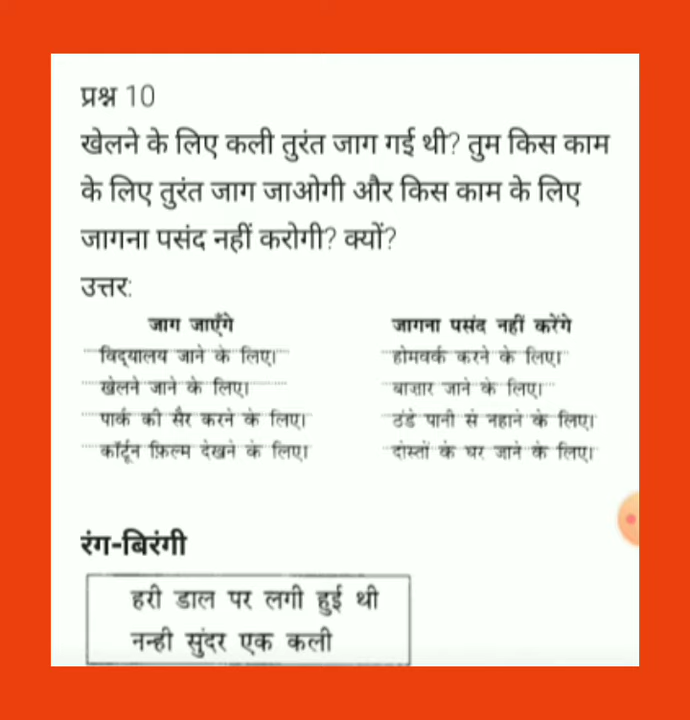 प्रश्न 10
खेलने के लिए कली तुरंत जाग गई थी? तुम किस काम
के लिए तुरंत जाग जाओगी और किस काम के लिए
जागना पसंद नहीं करोगी? क्यों?
उत्तर:
जाग जाएँगे
जागना पसंद नहीं करेंगे
विद्यालय जाने के लिए।
होमवर्क करने के लिए।
खेलने जाने के लिए।
बाज़ार जाने के लिए।
पार्क की सैर करने के लिए।
ठंडे पानी से नहाने के लिए।
कॉर्टून फ़िल्म देखने के लिए।
दोस्तों के घर जाने के लिए।
रंग-बिरंगी
हरी डाल पर लगी हुई थी
नन्ही सुंदर एक कली